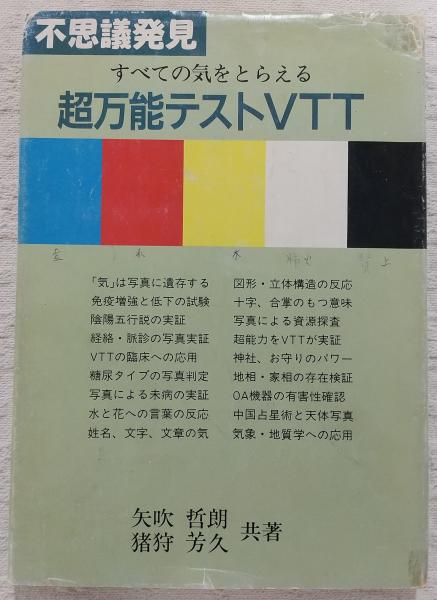 不思議発見
すべての気をとらえる
超万能テストVTT
「気」は写真に遺存する
免疫増強と低下の試験
陰陽五行説の実証
経絡・脈診の写真実証
VTTの臨床への応用
糖尿タイプの写真判定
写真による未病の実証
水と花への言葉の反応
姓名、文字、文章の気
図形・立体構造の反応
十字、合掌のもつ意味
写真による資源探査
超能力をVTTが実証
神社、お守りのパワー
地相・家相の存在検証
OA機器の有害性確認
中国占星術と天体写真
気象・地質学への応用
矢吹 哲朗
猪狩 芳久
共著